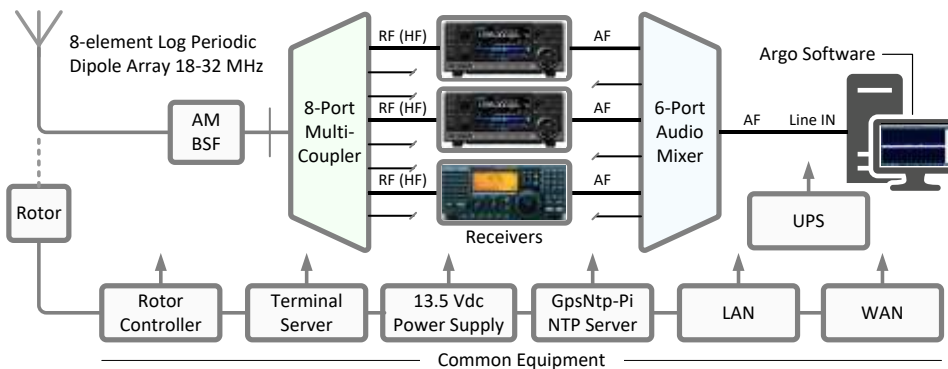 8-element Log Periodic
Dipole Array 18-32 MHz
AM
BSF
8-Port
Multi-
Coupler
RF (HF)
RF (HF)
RF (HF)
Receivers
AF
AF
AF
6-Port
Audio
Mixer
AF
Line IN
Argo Software
UPS
Rotor
Rotor
Controller
Terminal
Server
13.5 Vdc
Power Supply
GpsNtp-Pi
NTP Server
LAN
WAN
Common Equipment